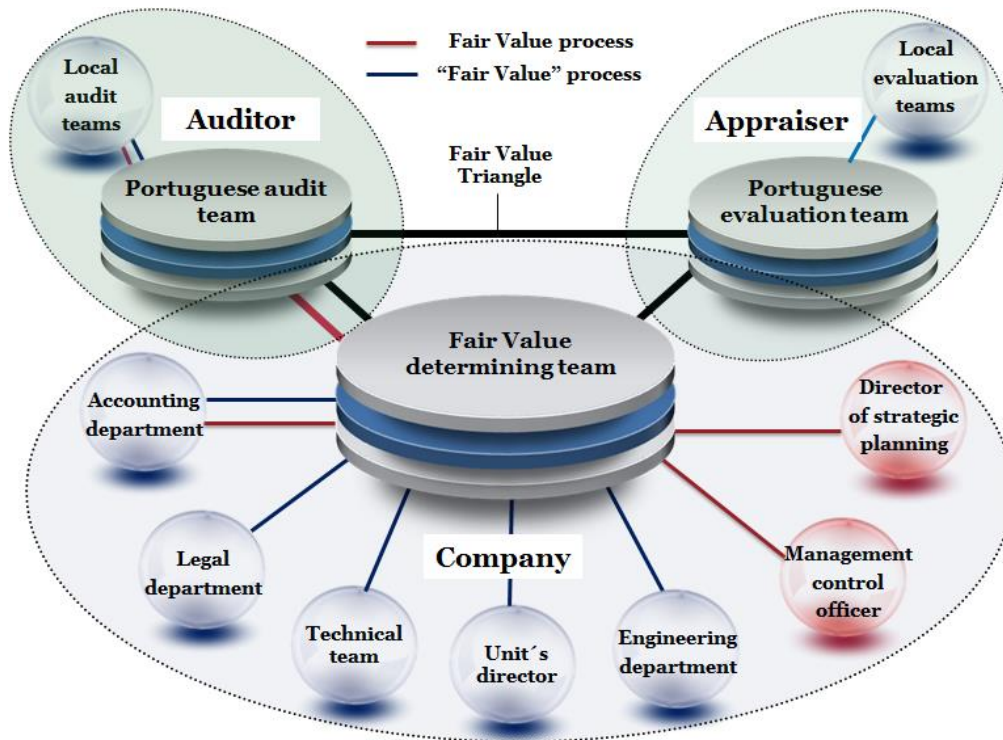 Fair Value process
“Fair Value” process
Local
audit
teams
Auditor
Portuguese audit
team
Fair Value
Triangle
Local
evaluation
teams
Appraiser
Portuguese
evaluation team
Fair Value
determining team
Accounting
department
Director
of strategic
planning
Legal
department
Company
Management
control
officer
Technical
team
Unit´s
director
Engineering
department